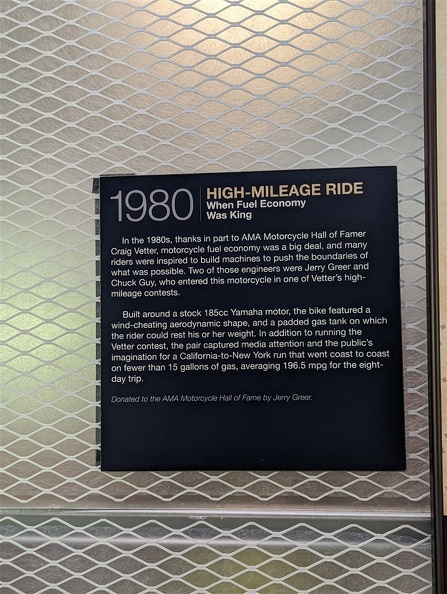 1980
HIGH-MILEAGE RIDE
When Fuel Economy
Was King
In the 1980s, thanks in part to AMA Motorcycle Hall of Famer
Craig Vetter, motorcycle fuel economy was a big deal, and many
riders were inspired to build machines to push the boundaries of
what was possible. Two of those engineers were Jerry Greer and
Chuck Guy, who entered this motorcycle in one of Vetter's high-
mileage contests.
Built around a stock 185cc Yamaha motor, the bike featured a
wind-cheating aerodynamic shape, and a padded gas tank on which
the rider could rest his or her weight. In addition to running the
Vetter contest, the pair captured media attention and the public's
imagination for a California-to-New York run that went coast to coast
on fewer than 15 gallons of gas, averaging 196.5 mpg for the eight-
day trip.
Donated to the AMA Motorcycle Hall of Fame by Jerry Greer.